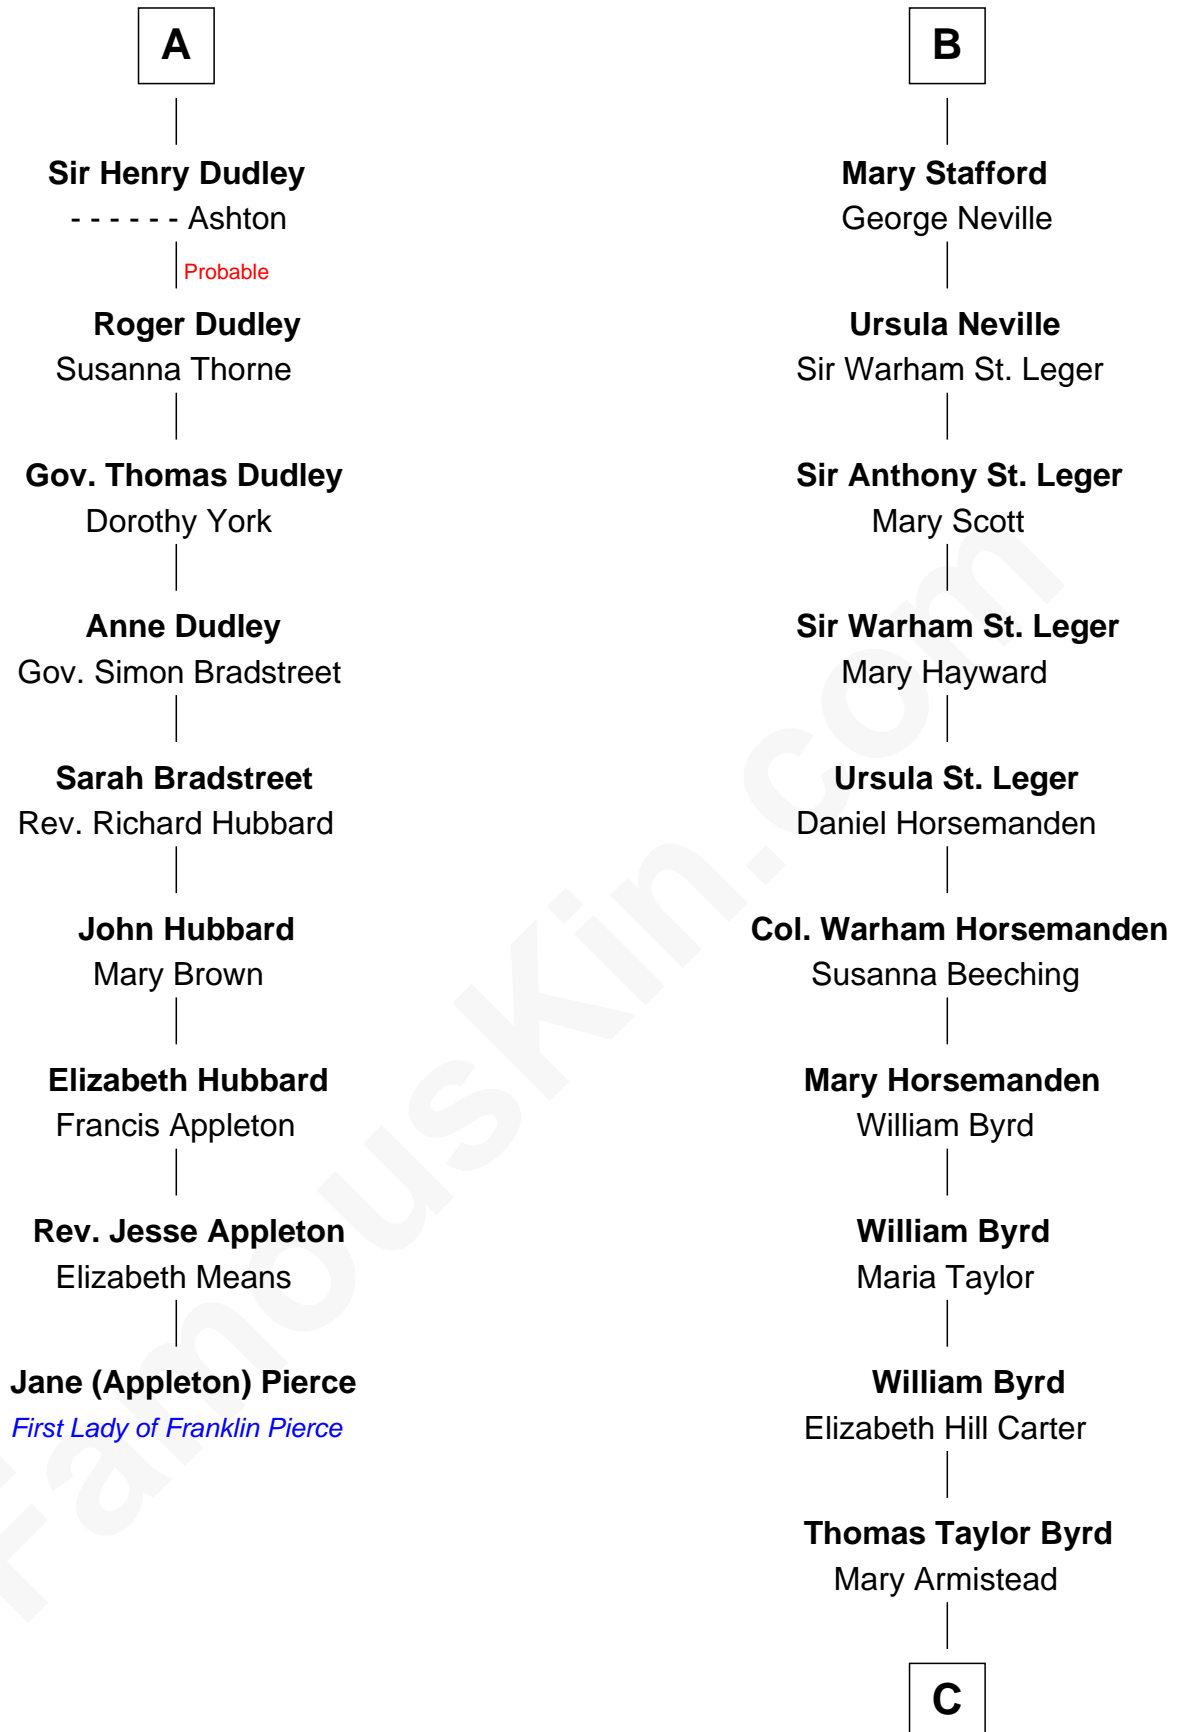 A
Sir Henry Dudley
- - - - - - Ashton
Probable
Roger Dudley
Susanna Thorne
Gov. Thomas Dudley
Dorothy York
Anne Dudley
Gov. Simon Bradstreet
Sarah Bradstreet
Rev. Richard Hubbard
John Hubbard
Mary Brown
Elizabeth Hubbard
Francis Appleton
Rev. Jesse Appleton
Elizabeth Means
Jane (Appleton) Pierce
First Lady of Franklin Pierce
B
Mary Stafford
George Neville
Ursula Neville
Sir Warham St. Leger
Sir Anthony St. Leger
Mary Scott
Sir Warham St. Leger
Mary Hayward
Ursula St. Leger
Daniel Horsemanden
Col. Warham Horsemanden
Susanna Beeching
Mary Horsemanden
William Byrd
William Byrd
Maria Taylor
William Byrd
Elizabeth Hill Carter
Thomas Taylor Byrd
Mary Armistead
C
FamousKin.com